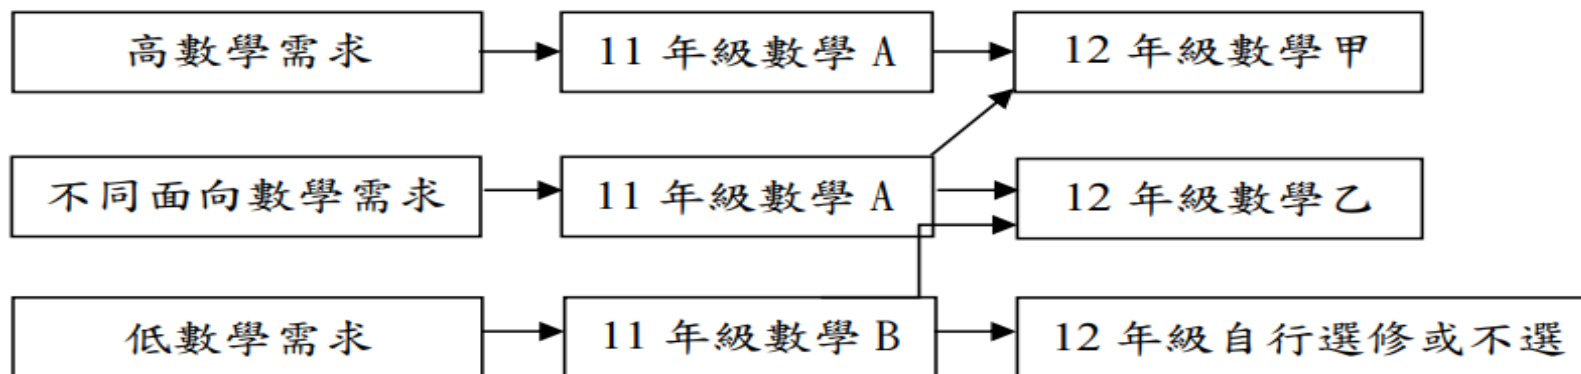 高數學需求 11 年級數學 A 12 年級數學甲
不同面向數學需求 11 年級數學 A 12 年級數學乙
低數學需求 11 年級數學 B 12 年級自行選修或不選